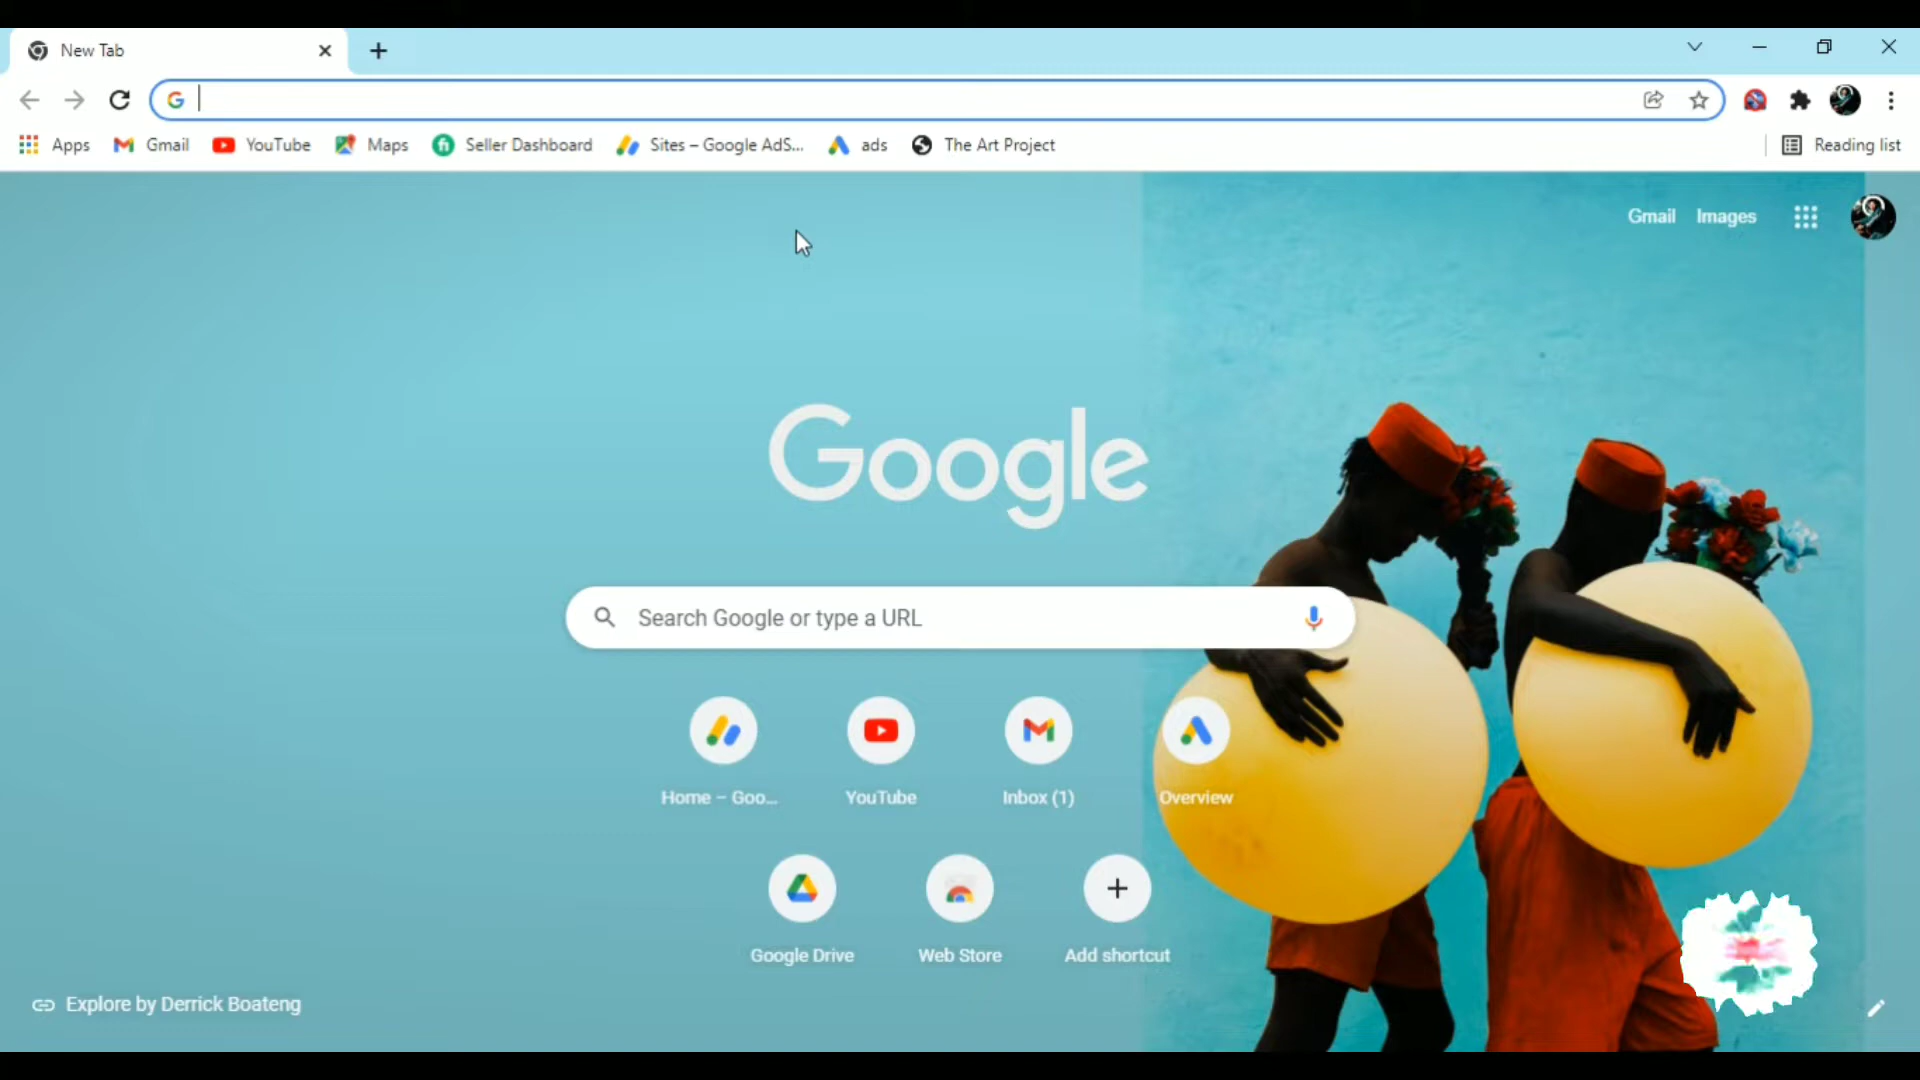 New Tab
Apps
Gmail
YouTube
Maps
Seller Dashboard
Sites – Google AdS...
ads
The Art Project
Reading list
Gmail
Images
Google
Search Google or type a URL
Home – Goo...
YouTube
Inbox (1)
Overview
Google Drive
Web Store
Add shortcut
Explore by Derrick Boateng